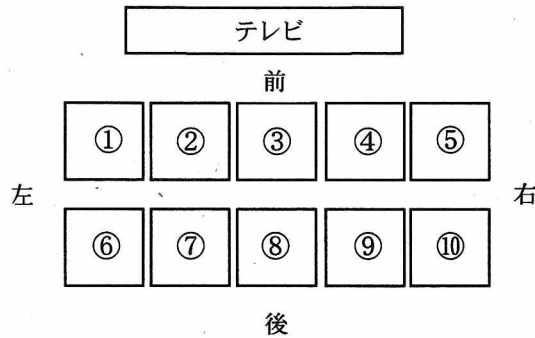 テレビ
前
① ② ③ ④ ⑤
左 右
⑥ ⑦ ⑧ ⑨ ⑩
後